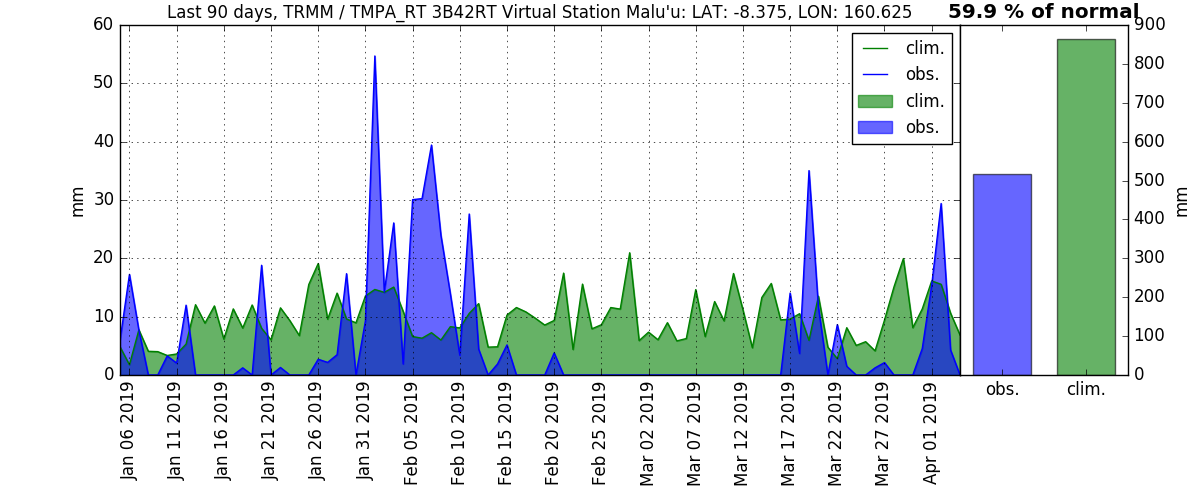 Last 90 days, TRMM / TMPA_RT 3B42RT Virtual Station Malu'u: LAT: -8.375, LON: 160.625
59.9 % of normal
60
50
40
30
20
10
0
mm
clim.
obs.
clim.
obs.
900
800
700
600
500
400
300
200
100
0
mm
obs.
clim.
Jan 06 2019
Jan 11 2019
Jan 16 2019
Jan 21 2019
Jan 26 2019
Jan 31 2019
Feb 05 2019
Feb 10 2019
Feb 15 2019
Feb 20 2019
Feb 25 2019
Mar 02 2019
Mar 07 2019
Mar 12 2019
Mar 17 2019
Mar 22 2019
Mar 27 2019
Apr 01 2019